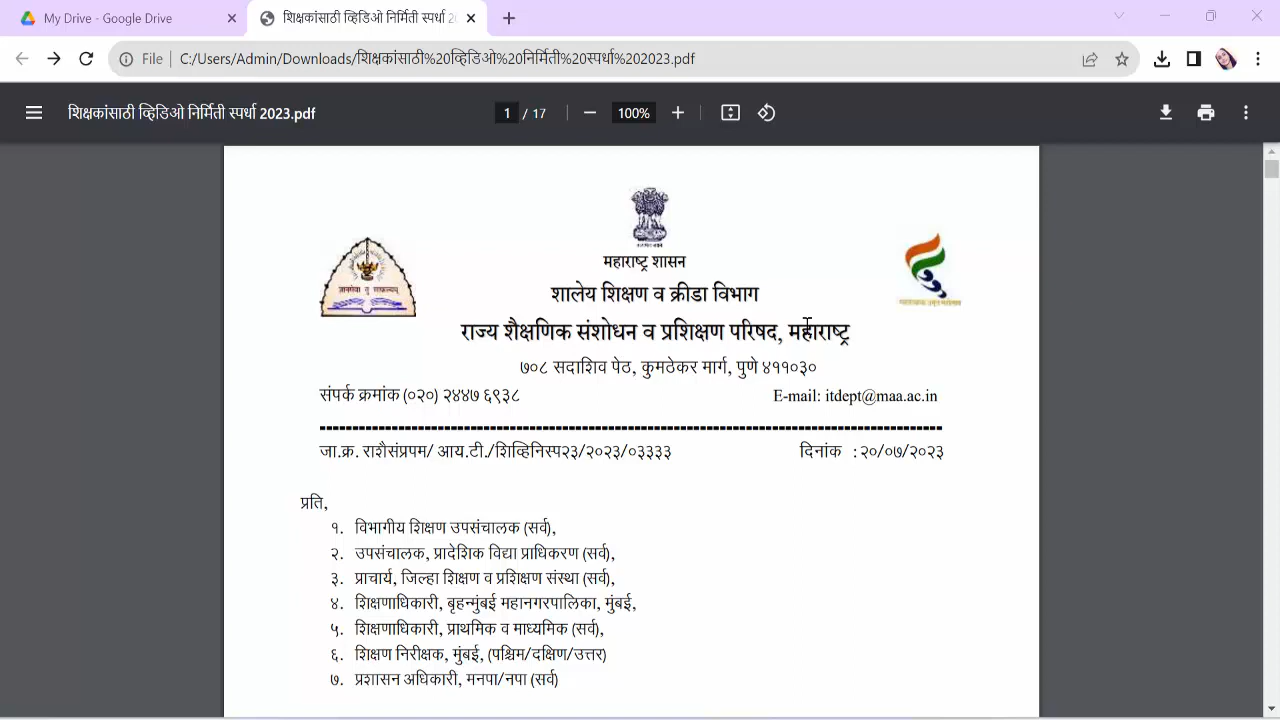 My Drive - Google Drive
शिक्षकांसाठी व्हिडिओ निर्मिती स्पर्धा 2
File C:/Users/Admin/Downloads/शिक्षकांसाठी%20व्हिडिओ%20निर्मिती%20स्पर्धा%202023.pdf
शिक्षकांसाठी व्हिडिओ निर्मिती स्पर्धा 2023.pdf
1 / 17
100%
महाराष्ट्र शासन
शालेय शिक्षण व क्रीडा विभाग
राज्य शैक्षणिक संशोधन व प्रशिक्षण परिषद, महाराष्ट्र
७०८ सदाशिव पेठ, कुमठेकर मार्ग, पुणे ४११०३०
संपर्क क्रमांक (०२०) २४४७ ६९३८
E-mail: itdept@maa.ac.in
जा.क्र. राशैसंप्रपम/ आय.टी./शिव्हिनिस्प२३/२०२३/०३३३३
दिनांक : २०/०७/२०२३
प्रति,
१. विभागीय शिक्षण उपसंचालक (सर्व),
२. उपसंचालक, प्रादेशिक विद्या प्राधिकरण (सर्व),
३. प्राचार्य, जिल्हा शिक्षण व प्रशिक्षण संस्था (सर्व),
४. शिक्षणाधिकारी, बृहन्मुंबई महानगरपालिका, मुंबई,
५. शिक्षणाधिकारी, प्राथमिक व माध्यमिक (सर्व),
६. शिक्षण निरीक्षक, मुंबई, (पश्चिम/दक्षिण/उत्तर)
७. प्रशासन अधिकारी, मनपा/नपा (सर्व)